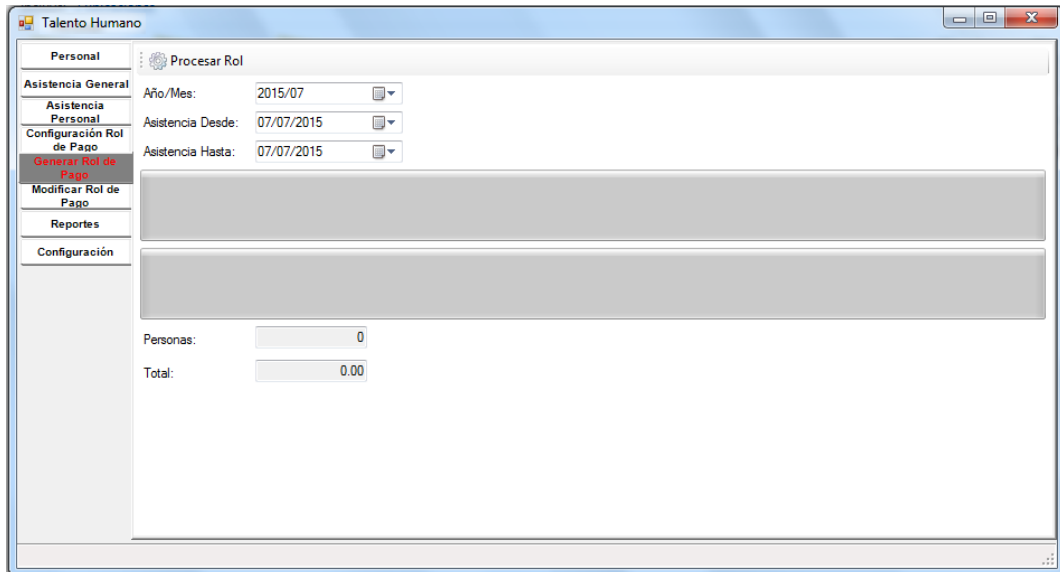 Talento Humano
Personal
Asistencia General
Asistencia
Personal
Configuración Rol
de Pago
Generar Rol de
Pago
Modificar Rol de
Pago
Reportes
Configuración
Procesar Rol
Año/Mes: 2015/07
Asistencia Desde: 07/07/2015
Asistencia Hasta: 07/07/2015
Personas: 0
Total: 0.00